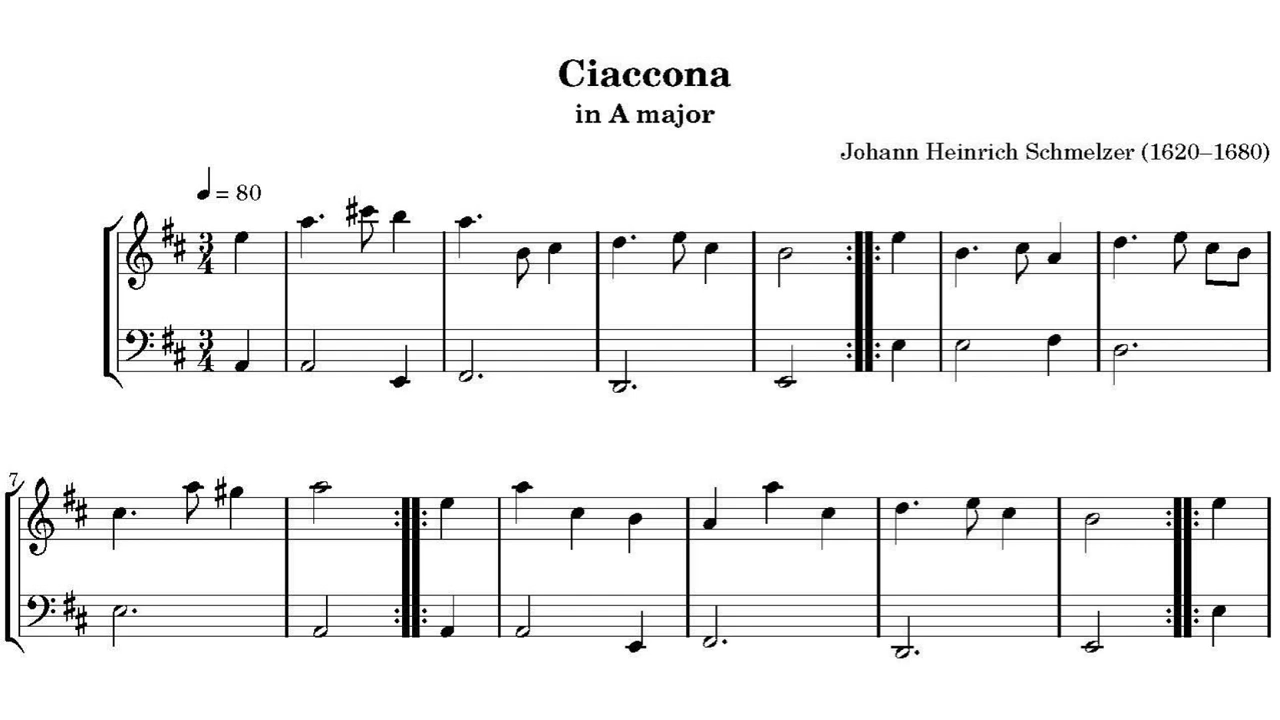 Ciaccona
in A major
Johann Heinrich Schmelzer (1620–1680)
♩ = 80
3
4
3
4
7